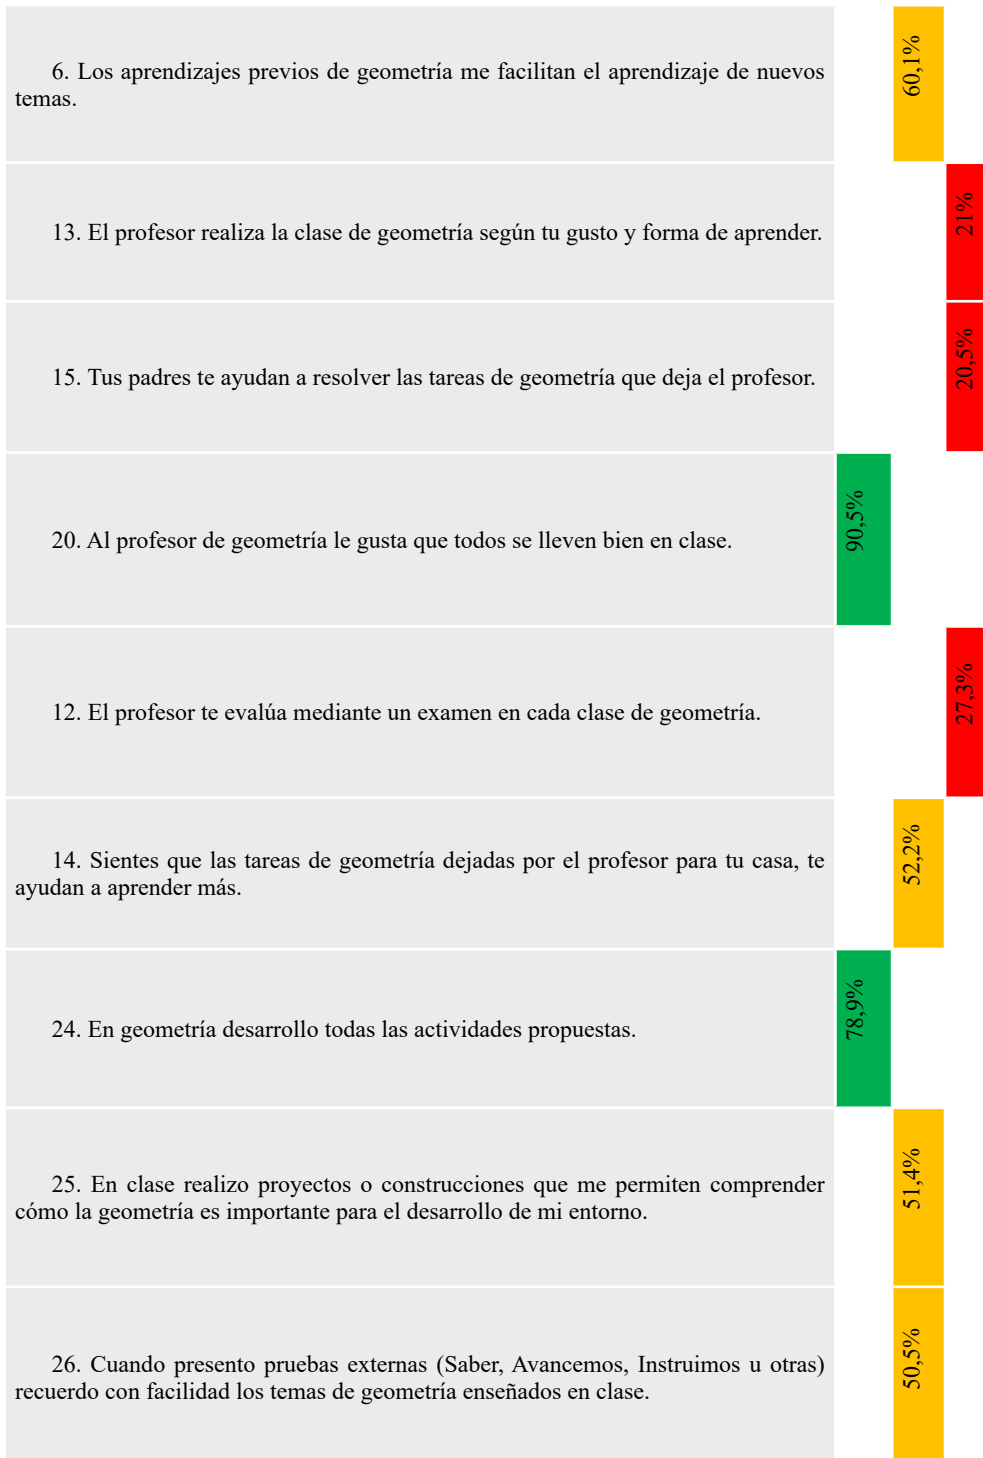 6. Los aprendizajes previos de geometría me facilitan el aprendizaje de nuevos
temas.
60,1%
13. El profesor realiza la clase de geometría según tu gusto y forma de aprender.
21%
15. Tus padres te ayudan a resolver las tareas de geometría que deja el profesor.
20,5%
20. Al profesor de geometría le gusta que todos se lleven bien en clase.
90,5%
12. El profesor te evalúa mediante un examen en cada clase de geometría.
27,3%
14. Sientes que las tareas de geometría dejadas por el profesor para tu casa, te
ayudan a aprender más.
52,2%
24. En geometría desarrollo todas las actividades propuestas.
78,9%
25. En clase realizo proyectos o construcciones que me permiten comprender
cómo la geometría es importante para el desarrollo de mi entorno.
51,4%
26. Cuando presento pruebas externas (Saber, Avancemos, Instruimos u otras)
recuerdo con facilidad los temas de geometría enseñados en clase.
50,5%